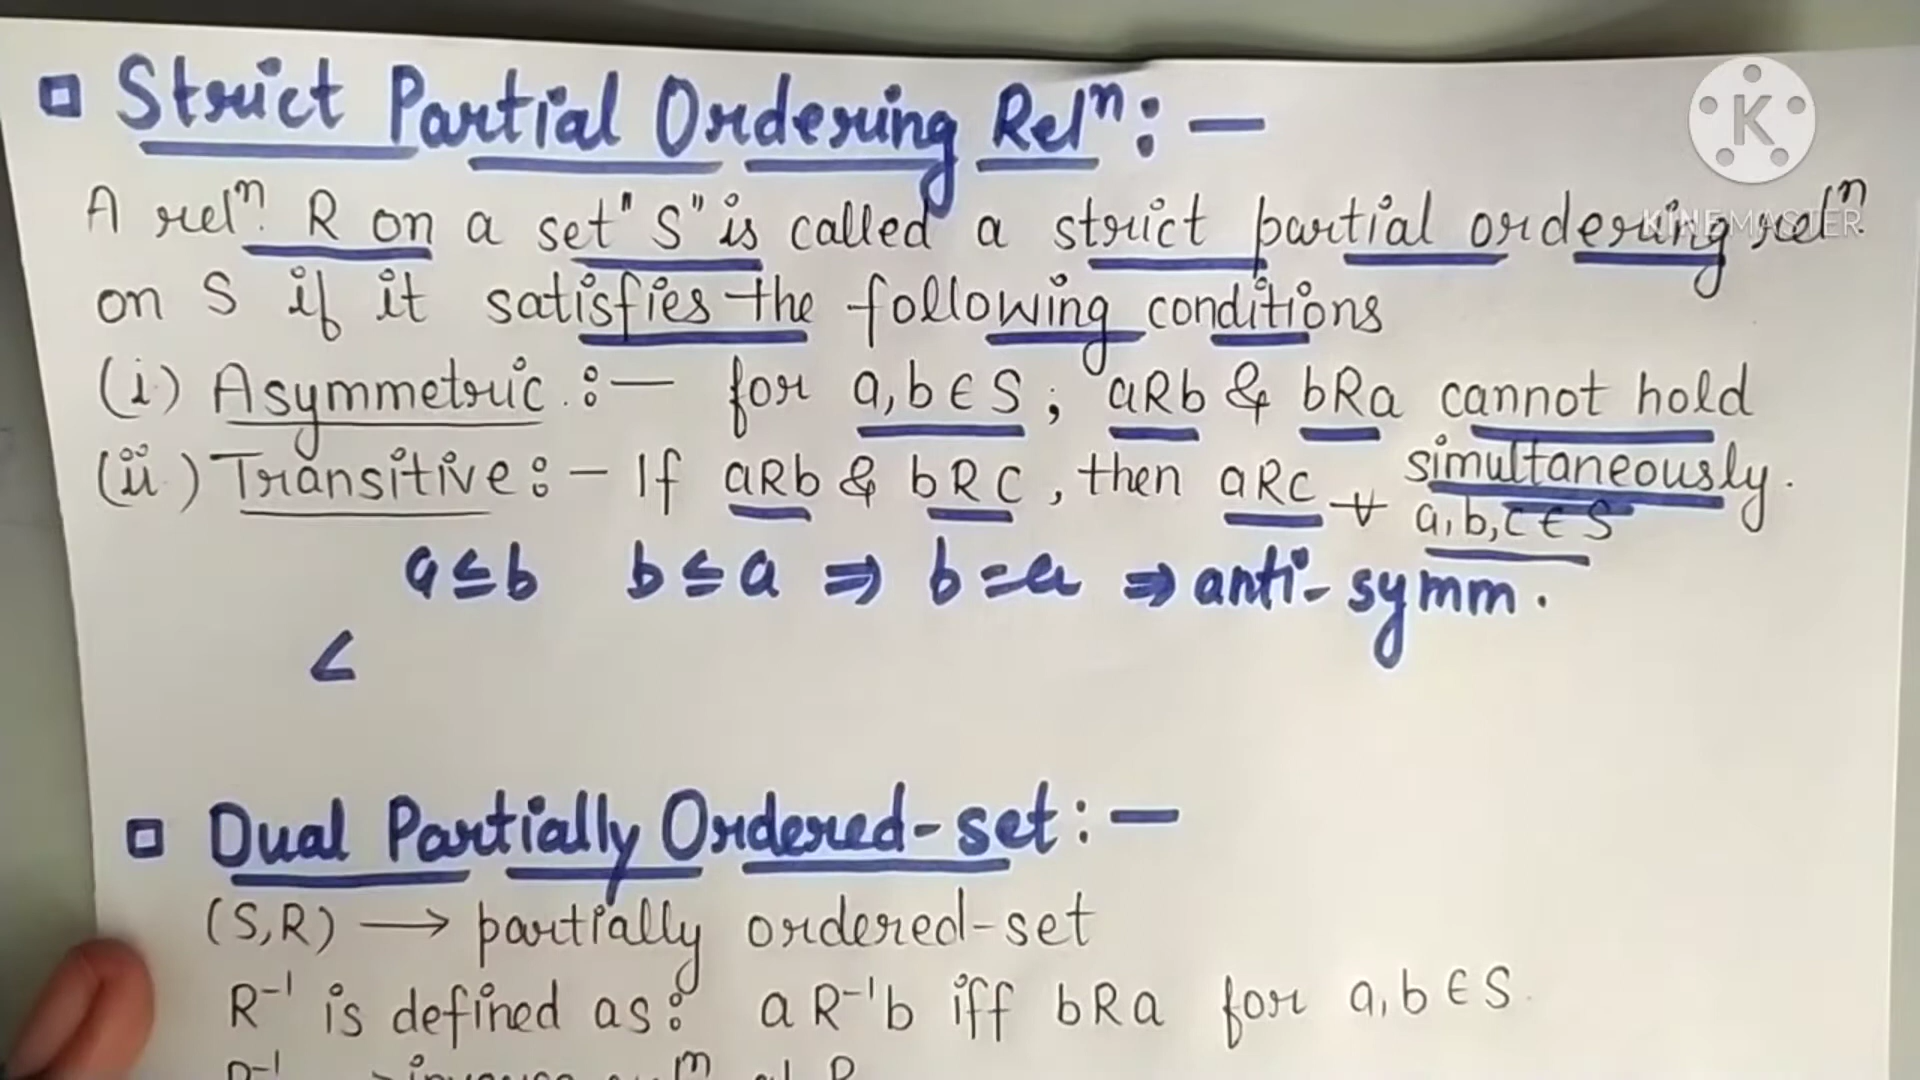 Strict Partial Ordering Relⁿ :-
K
KINEMASTER
A relⁿ. R on a set "S" is called a strict partial ordering relⁿ.
on S if it satisfies the following conditions
(i) Asymmetric :- for a,b∈S ; aRb & bRa cannot hold
simultaneously.
(ii) Transitive :- If aRb & bRc , then aRc ∀ a,b,c∈S
a≤b b≤a ⇒ b=a ⇒ anti-symm.
<
Dual Partially Ordered-set :-
(S,R) → partially ordered-set
R⁻¹ is defined as: a R⁻¹b iff bRa for a,b∈S.